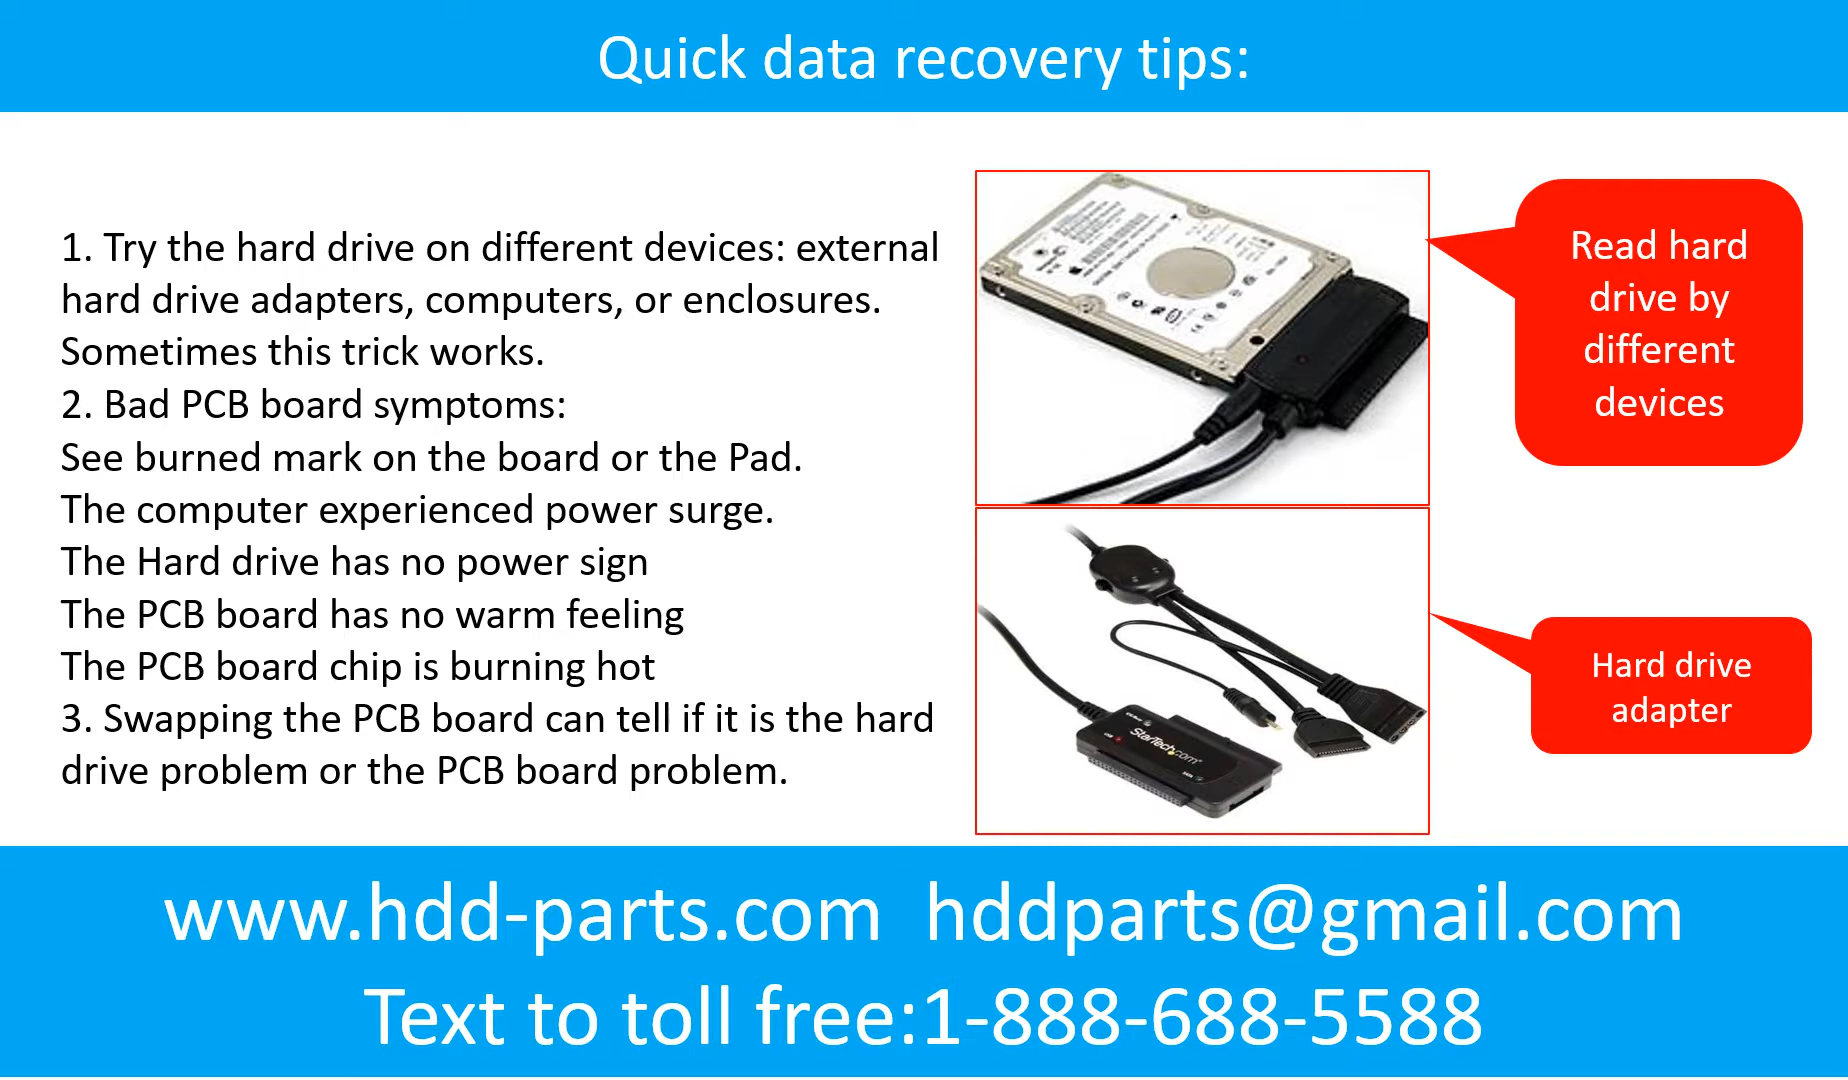 Quick data recovery tips:
1. Try the hard drive on different devices: external
hard drive adapters, computers, or enclosures.
Sometimes this trick works.
2. Bad PCB board symptoms:
See burned mark on the board or the Pad.
The computer experienced power surge.
The Hard drive has no power sign
The PCB board has no warm feeling
The PCB board chip is burning hot
3. Swapping the PCB board can tell if it is the hard
drive problem or the PCB board problem.
Read hard
drive by
different
devices
StarTech.com
Hard drive
adapter
www.hdd-parts.com hddparts@gmail.com
Text to toll free:1-888-688-5588